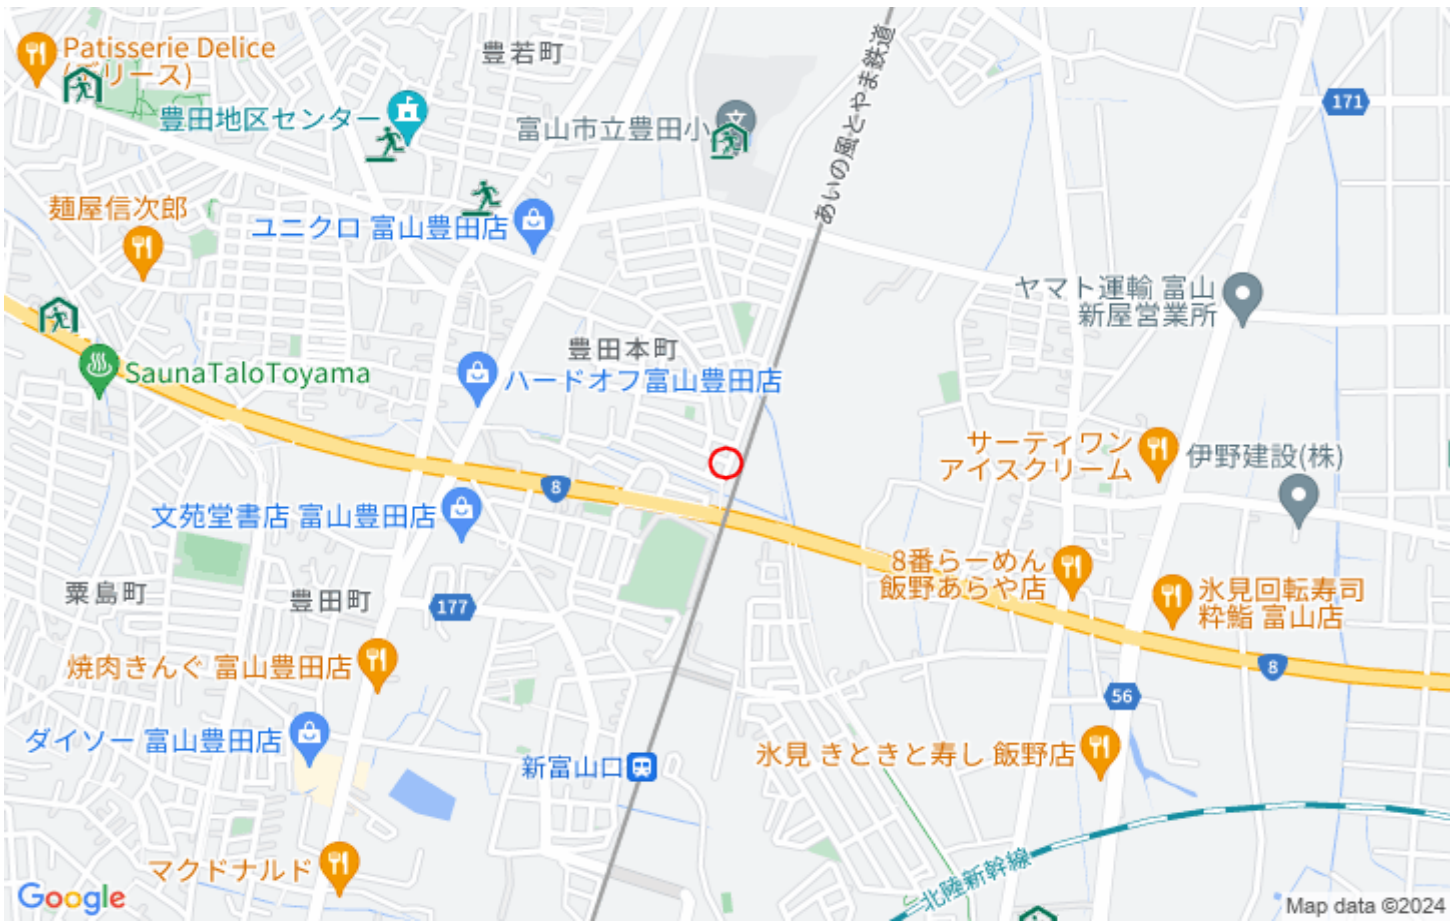 Patisserie Delice
(デリース)
豊若町
豊田地区センター
富山市立豊田小
文
あいの風とやま鉄道
171
麺屋信次郎
ユニクロ 富山豊田店
ヤマト運輸 富山
新屋営業所
豊田本町
SaunaTaloToyama
ハードオフ富山豊田店
サーティワン
アイスクリーム
伊野建設(株)
8
文苑堂書店 富山豊田店
8番らーめん
飯野あらや店
粟島町
豊田町
177
氷見回転寿司
粋鮨 富山店
焼肉きんぐ 富山豊田店
8
56
ダイソー 富山豊田店
新富山口
氷見 きときと寿し 飯野店
マクドナルド
北陸新幹線
Google
Map data ©2024